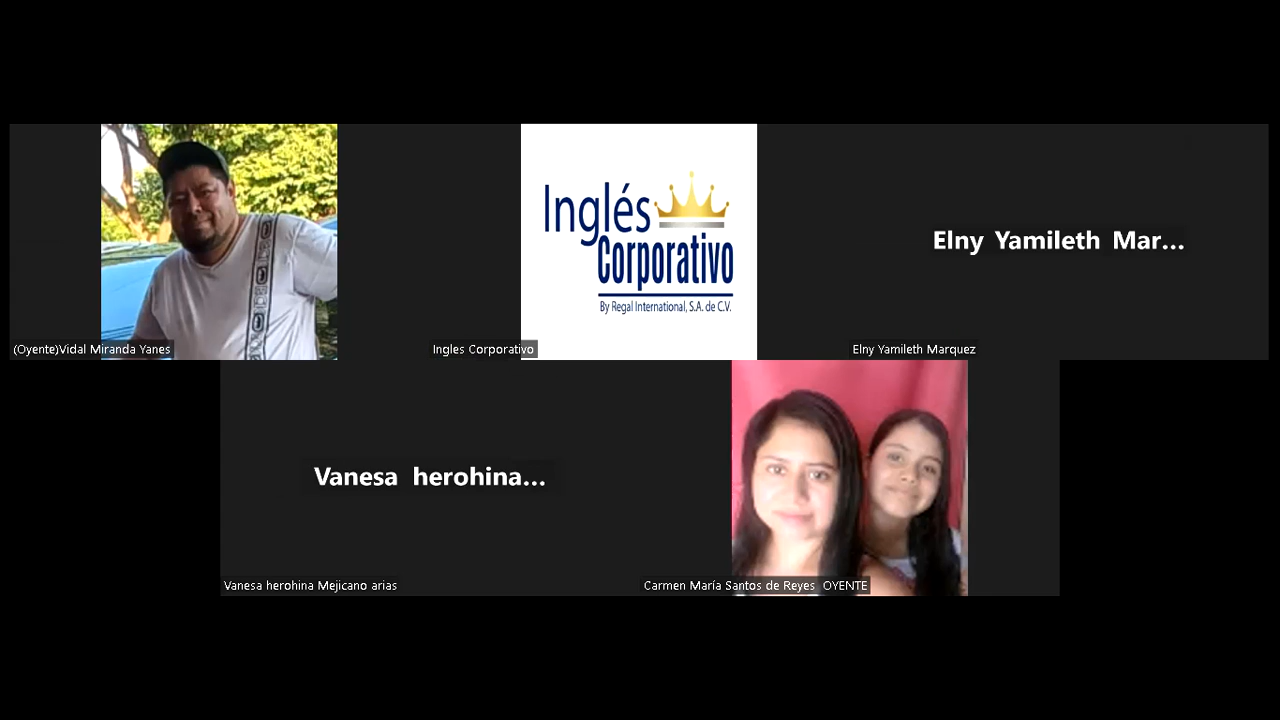 Inglés
Corporativo
By Regal International, S.A. de C.V.
Elny Yamileth Mar...
(Oyente)Vidal Miranda Yanes
Ingles Corporativo
Elny Yamileth Marquez
Vanesa herohina...
Vanesa herohina Mejicano arias
Carmen María Santos de Reyes OYENTE